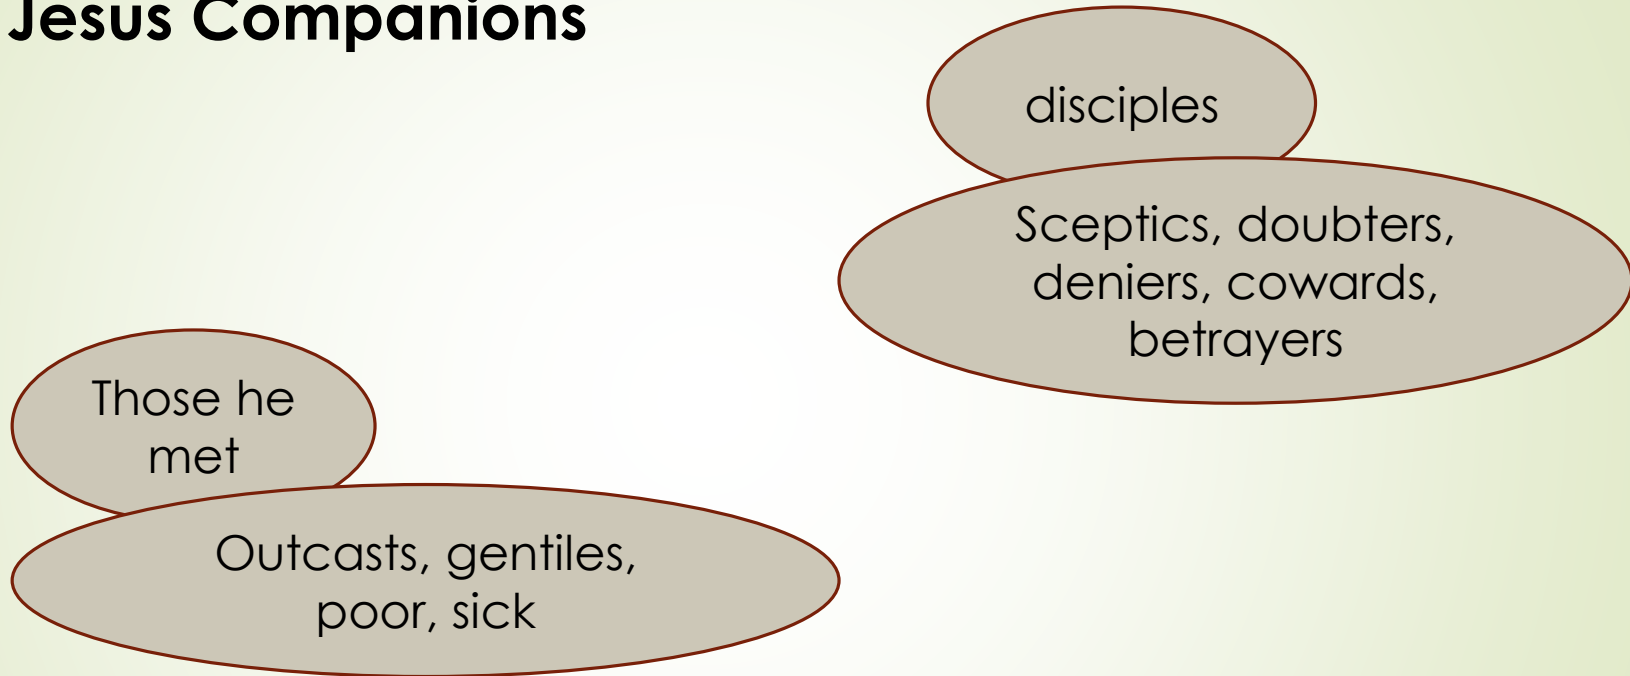 Jesus Companions
disciples
Sceptics, doubters,
deniers, cowards,
betrayers
Those he
met
Outcasts, gentiles,
poor, sick